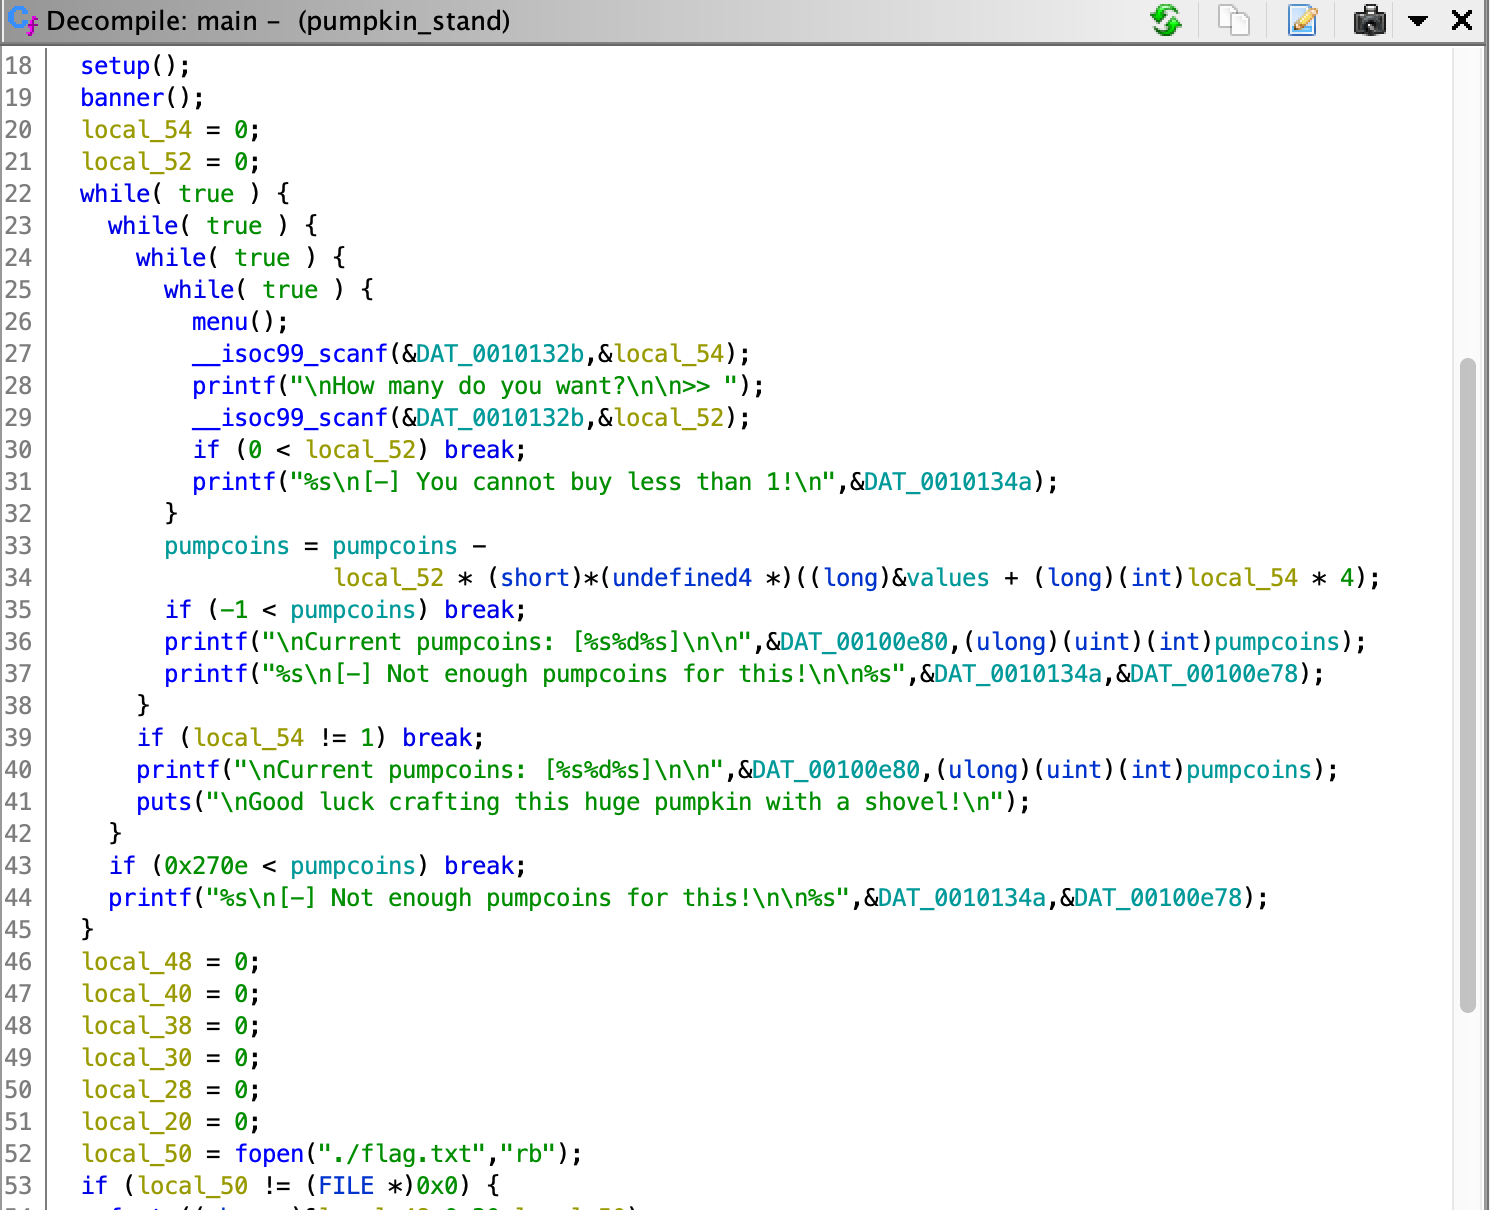 Decompile: main – (pumpkin_stand)
18 setup();
19 banner();
20 local_54 = 0;
21 local_52 = 0;
22 while( true ) {
23 while( true ) {
24 while( true ) {
25 while( true ) {
26 menu();
27 __isoc99_scanf(&DAT_0010132b,&local_54);
28 printf("\nHow many do you want?\n\n>> ");
29 __isoc99_scanf(&DAT_0010132b,&local_52);
30 if (0 < local_52) break;
31 printf("%s\n[-] You cannot buy less than 1!\n",&DAT_0010134a);
32 }
33 pumpcoins = pumpcoins -
34 local_52 * (short)*(undefined4 *)((long)&values + (long)(int)local_54 * 4);
35 if (-1 < pumpcoins) break;
36 printf("\nCurrent pumpcoins: [%s%d%s]\n\n",&DAT_00100e80,(ulong)(uint)(int)pumpcoins);
37 printf("%s\n[-] Not enough pumpcoins for this!\n\n%s",&DAT_0010134a,&DAT_00100e78);
38 }
39 if (local_54 != 1) break;
40 printf("\nCurrent pumpcoins: [%s%d%s]\n\n",&DAT_00100e80,(ulong)(uint)(int)pumpcoins);
41 puts("\nGood luck crafting this huge pumpkin with a shovel!\n");
42 }
43 if (0x270e < pumpcoins) break;
44 printf("%s\n[-] Not enough pumpcoins for this!\n\n%s",&DAT_0010134a,&DAT_00100e78);
45 }
46 local_48 = 0;
47 local_40 = 0;
48 local_38 = 0;
49 local_30 = 0;
50 local_28 = 0;
51 local_20 = 0;
52 local_50 = fopen("./flag.txt","rb");
53 if (local_50 != (FILE *)0x0) {